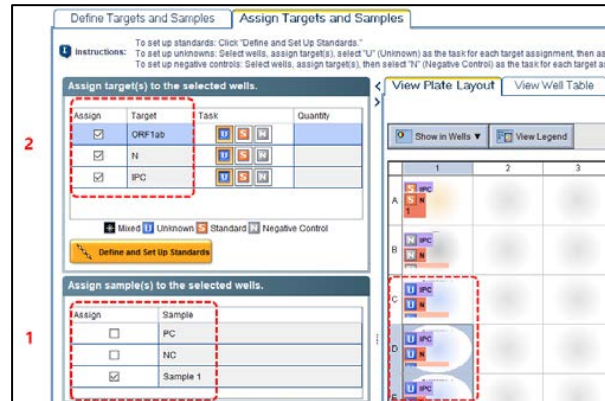 Define Targets and Samples
Assign Targets and Samples
Instructions:
To set up standards: Click "Define and Set Up Standards."
To set up unknowns: Select wells, assign target(s), select "U" (Unknown) as the task for each target assignment, then as
To set up negative controls: Select wells, assign target(s), then select "N" (Negative Control) as the task for each target as
Assign target(s) to the selected wells.
Assign Target Task Quantity
ORF1ab U S N
N U S N
IPC U S N
Mixed U Unknown S Standard N Negative Control
Define and Set Up Standards
2
Assign sample(s) to the selected wells.
Assign Sample
PC
NC
Sample 1
1
View Plate Layout
View Well Table
Show in Wells ▼
View Legend
1 2 3
A S IPC
S N
1
B N IPC
N N
C U IPC
U N
D U IPC
U N
E U IPC